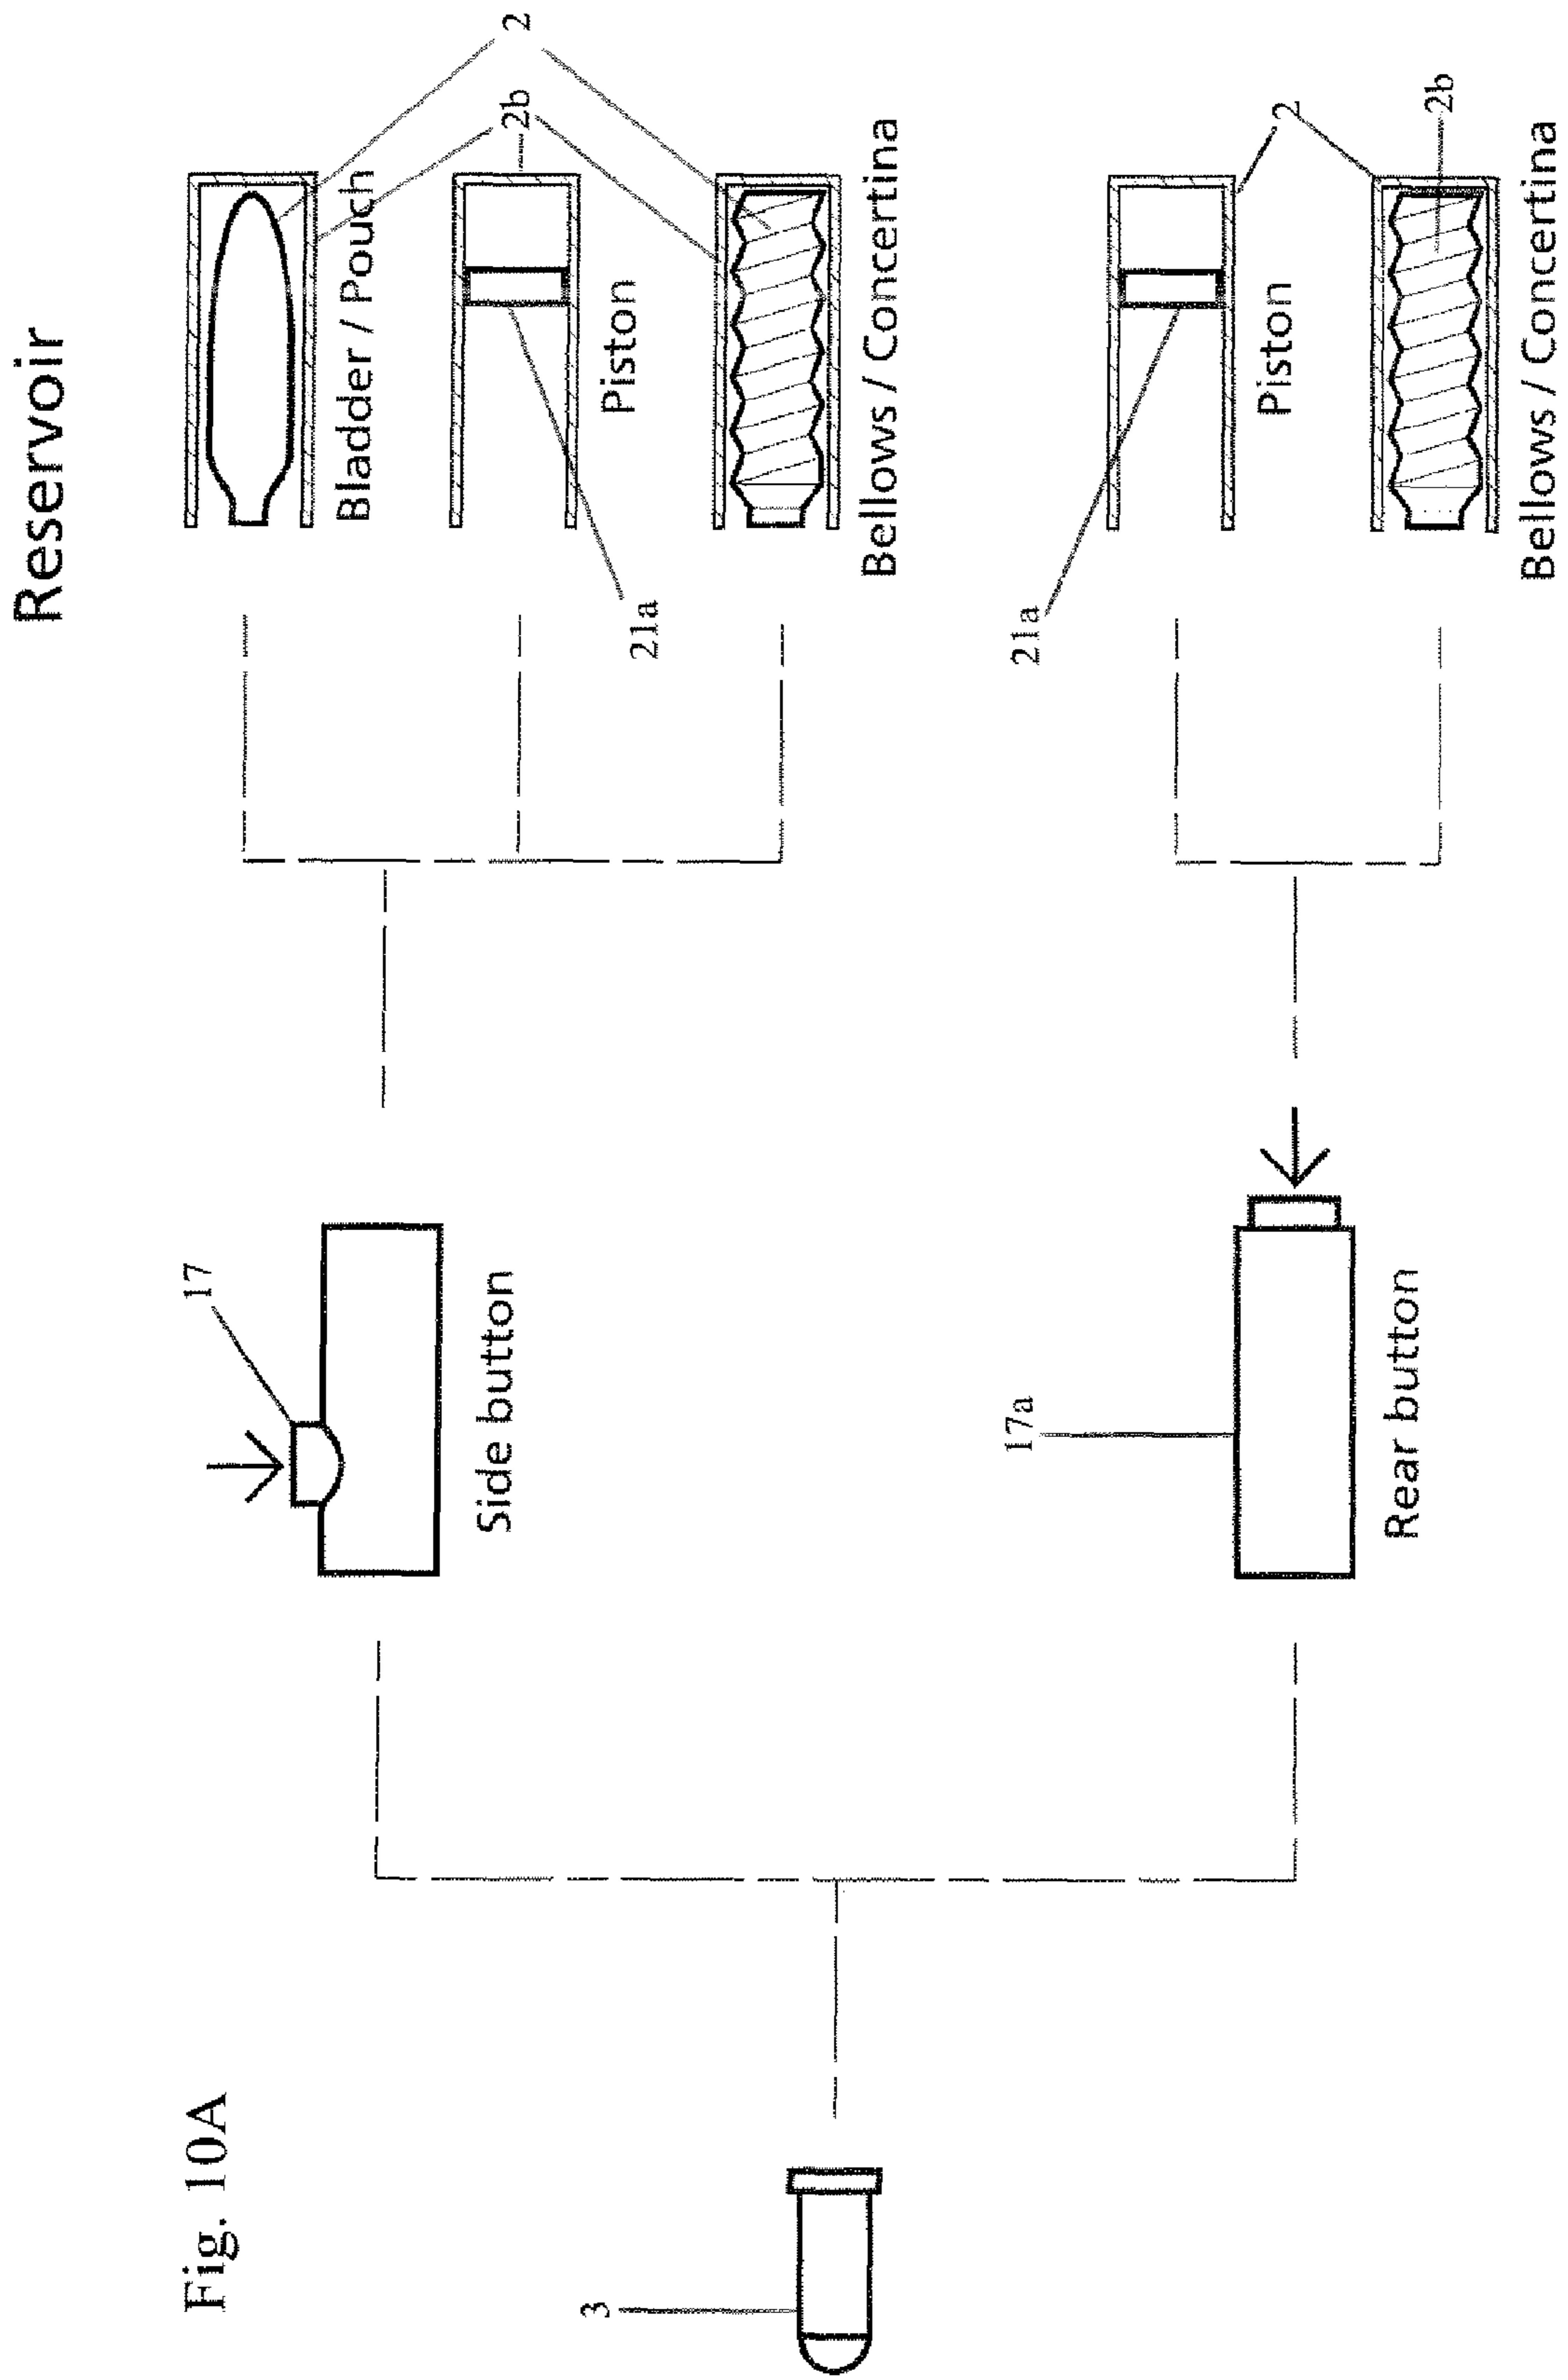 Fig. 10A
Reservoir
3
17
Side button
17a
Rear button
2
2b
Bladder / Pouch
21a
Piston
Bellows / Concertina
21a
2
Piston
2b
Bellows / Concertina